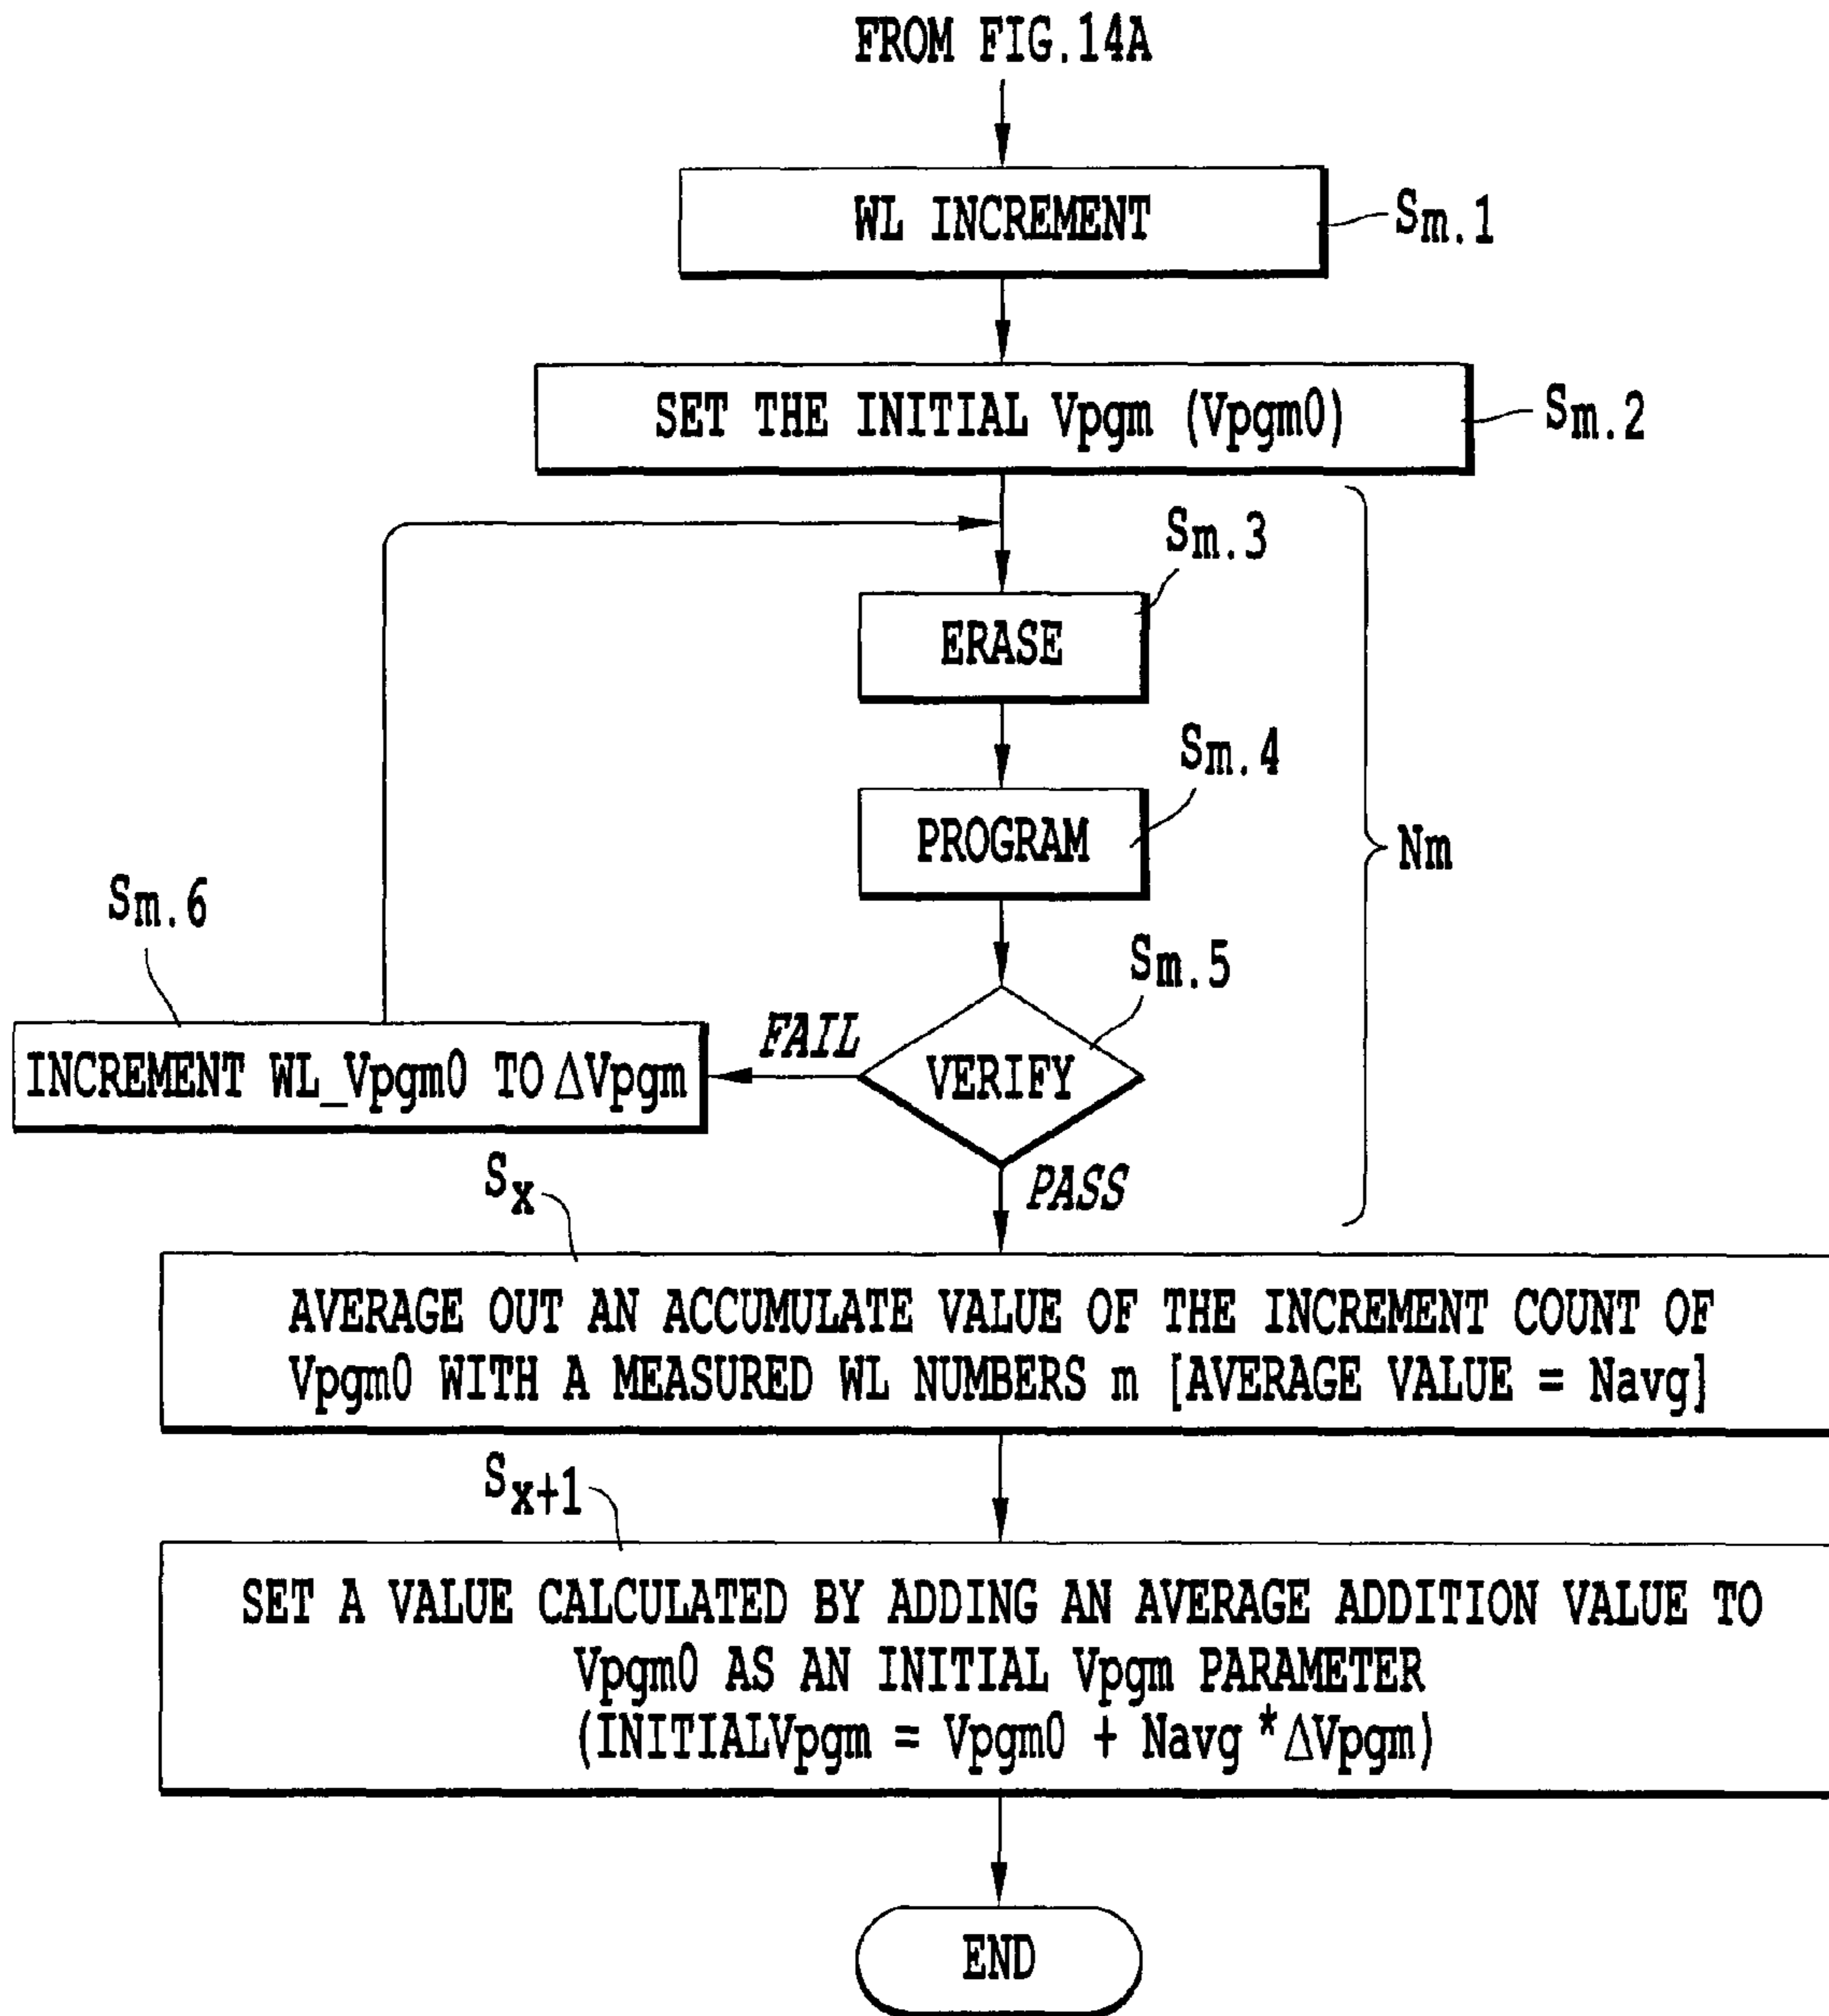 FROM FIG.14A
WL INCREMENT
Sm.1
SET THE INITIAL Vpgm (Vpgm0)
Sm.2
Sm.3
ERASE
Sm.4
PROGRAM
Nm
Sm.6
Sm.5
INCREMENT WL_Vpgm0 TO ΔVpgm
FAIL
VERIFY
PASS
Sx
AVERAGE OUT AN ACCUMULATE VALUE OF THE INCREMENT COUNT OF
Vpgm0 WITH A MEASURED WL NUMBERS m [AVERAGE VALUE = Navg]
Sx+1
SET A VALUE CALCULATED BY ADDING AN AVERAGE ADDITION VALUE TO
Vpgm0 AS AN INITIAL Vpgm PARAMETER
(INITIALVpgm = Vpgm0 + Navg * ΔVpgm)
END